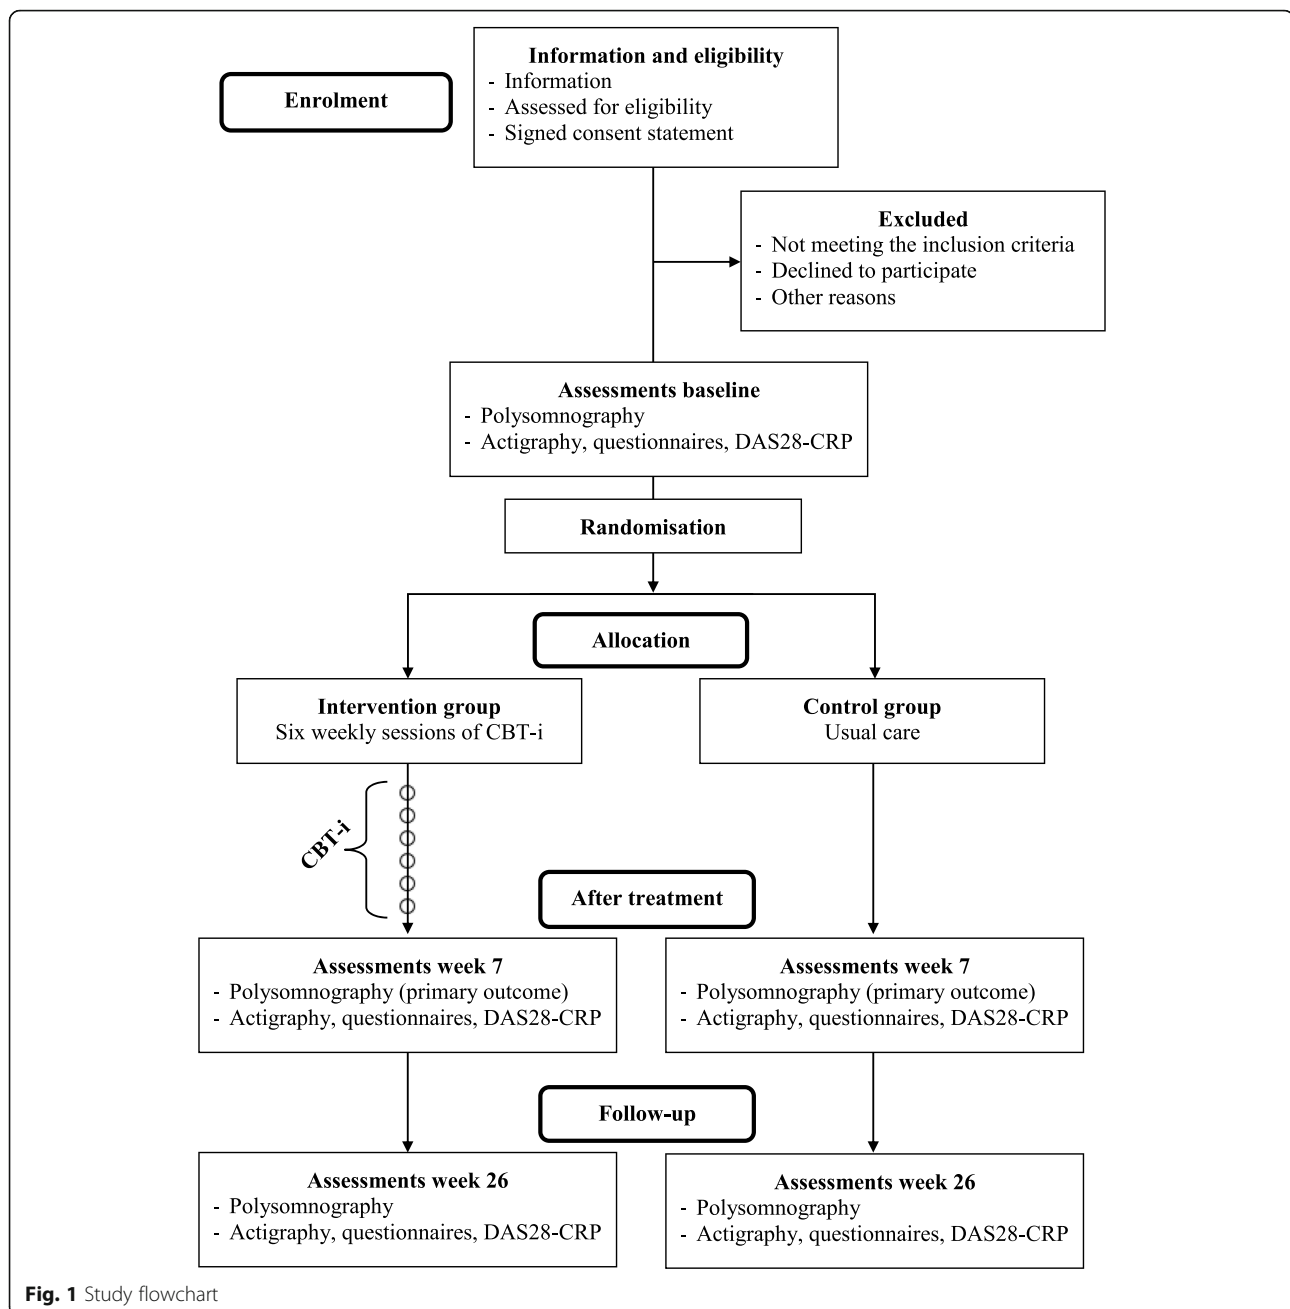 Enrolment
Information and eligibility
- Information
- Assessed for eligibility
- Signed consent statement
Excluded
- Not meeting the inclusion criteria
- Declined to participate
- Other reasons
Assessments baseline
- Polysomnography
- Actigraphy, questionnaires, DAS28-CRP
Randomisation
Allocation
Intervention group
Six weekly sessions of CBT-i
Control group
Usual care
CBT-i
After treatment
Assessments week 7
- Polysomnography (primary outcome)
- Actigraphy, questionnaires, DAS28-CRP
Assessments week 7
- Polysomnography (primary outcome)
- Actigraphy, questionnaires, DAS28-CRP
Follow-up
Assessments week 26
- Polysomnography
- Actigraphy, questionnaires, DAS28-CRP
Assessments week 26
- Polysomnography
- Actigraphy, questionnaires, DAS28-CRP
Fig. 1 Study flowchart